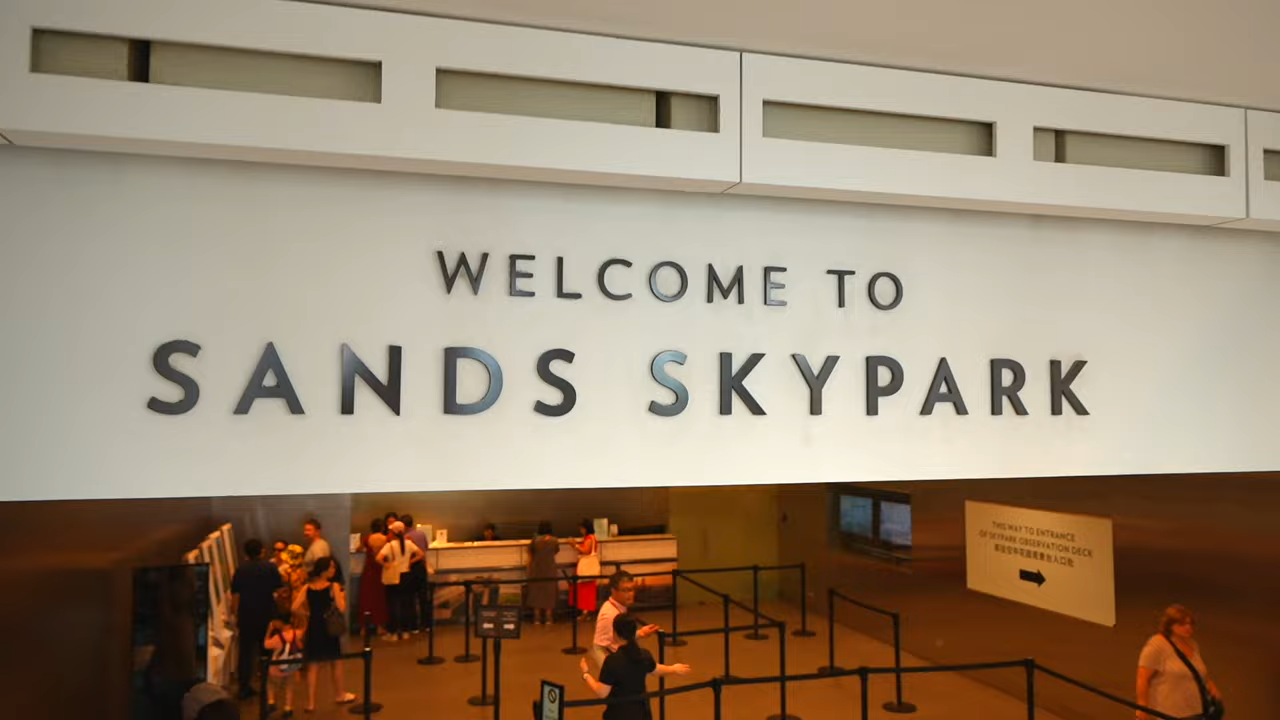 WELCOME TO
SANDS SKYPARK
THIS WAY TO ENTRANCE
OF SKYPARK OBSERVATION DECK